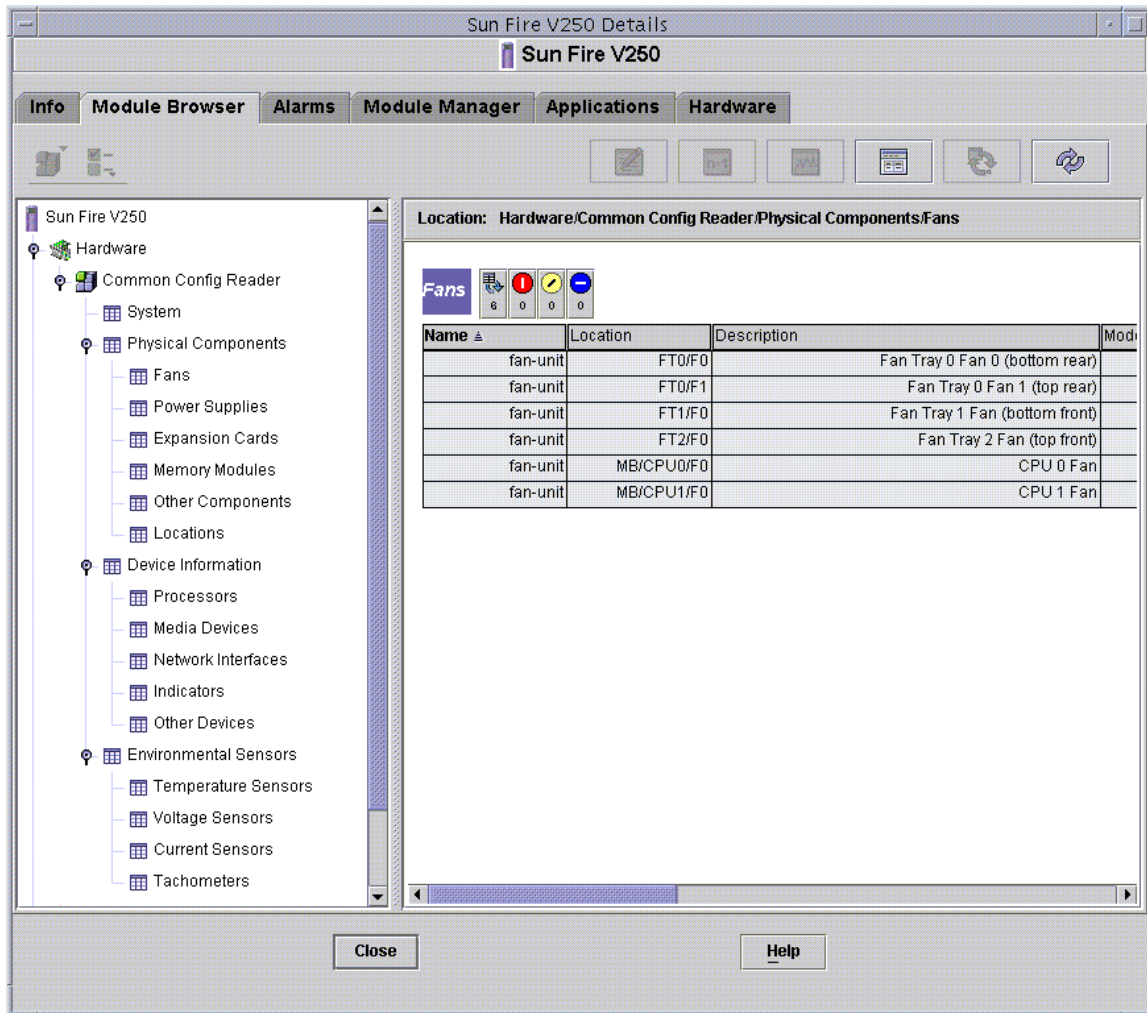 Sun Fire V250 Details
Sun Fire V250
Info Module Browser Alarms Module Manager Applications Hardware
n=1
Sun Fire V250
Hardware
Common Config Reader
System
Physical Components
Fans
Power Supplies
Expansion Cards
Memory Modules
Other Components
Locations
Device Information
Processors
Media Devices
Network Interfaces
Indicators
Other Devices
Environmental Sensors
Temperature Sensors
Voltage Sensors
Current Sensors
Tachometers
Location: Hardware/Common Config Reader/Physical Components/Fans
Fans 6 0 0 0
Name Location Description Mod
fan-unit FT0/F0 Fan Tray 0 Fan 0 (bottom rear)
fan-unit FT0/F1 Fan Tray 0 Fan 1 (top rear)
fan-unit FT1/F0 Fan Tray 1 Fan (bottom front)
fan-unit FT2/F0 Fan Tray 2 Fan (top front)
fan-unit MB/CPU0/F0 CPU 0 Fan
fan-unit MB/CPU1/F0 CPU 1 Fan
Close Help